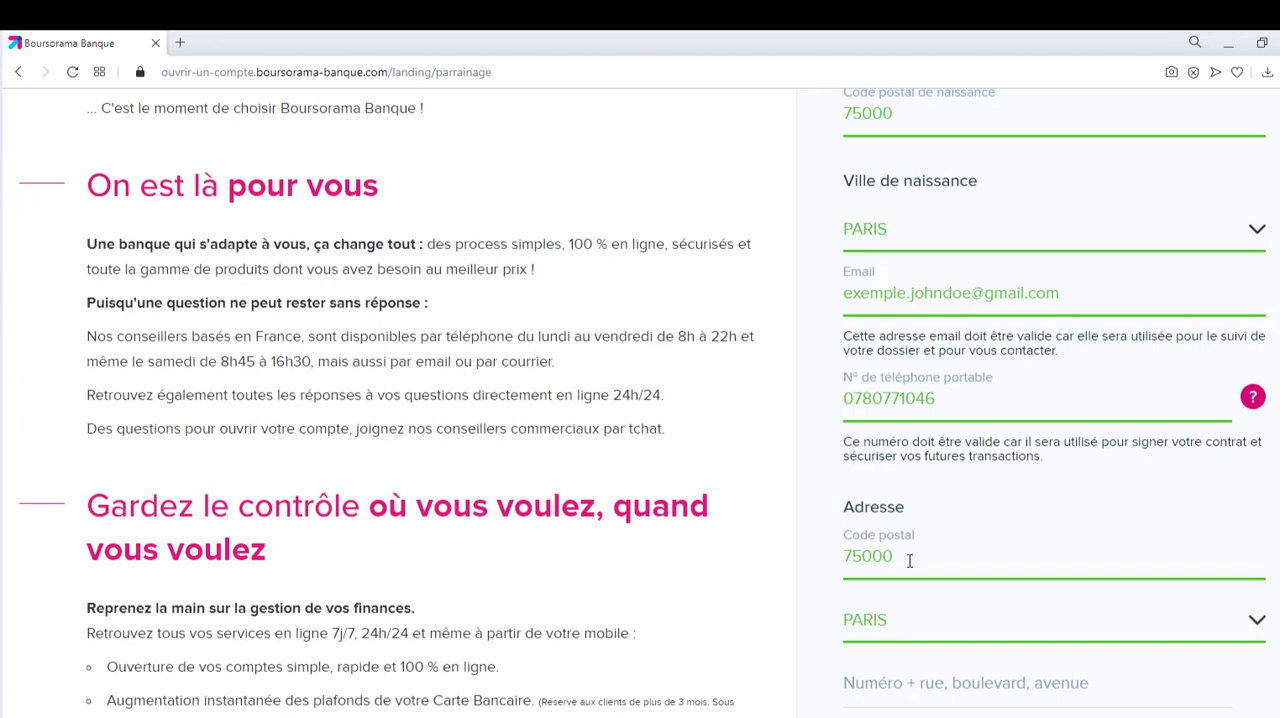 Boursorama Banque
ouvrir-un-compte.boursorama-banque.com/landing/parrainage
... C'est le moment de choisir Boursorama Banque !
On est là pour vous
Une banque qui s'adapte à vous, ça change tout : des process simples, 100 % en ligne, sécurisés et
toute la gamme de produits dont vous avez besoin au meilleur prix !
Puisqu'une question ne peut rester sans réponse :
Nos conseillers basés en France, sont disponibles par téléphone du lundi au vendredi de 8h à 22h et
même le samedi de 8h45 à 16h30, mais aussi par email ou par courrier.
Retrouvez également toutes les réponses à vos questions directement en ligne 24h/24.
Des questions pour ouvrir votre compte, joignez nos conseillers commerciaux par tchat.
Gardez le contrôle où vous voulez, quand
vous voulez
Reprenez la main sur la gestion de vos finances.
Retrouvez tous vos services en ligne 7j/7, 24h/24 et même à partir de votre mobile :
Ouverture de vos comptes simple, rapide et 100 % en ligne.
Augmentation instantanée des plafonds de votre Carte Bancaire. (Réservé aux clients de plus de 3 mois. Sous
Code postal de naissance
75000
Ville de naissance
PARIS
Email
exemple.johndoe@gmail.com
Cette adresse email doit être valide car elle sera utilisée pour le suivi de
votre dossier et pour vous contacter.
N° de téléphone portable
0780771046
?
Ce numéro doit être valide car il sera utilisé pour signer votre contrat et
sécuriser vos futures transactions.
Adresse
Code postal
75000
PARIS
Numéro + rue, boulevard, avenue